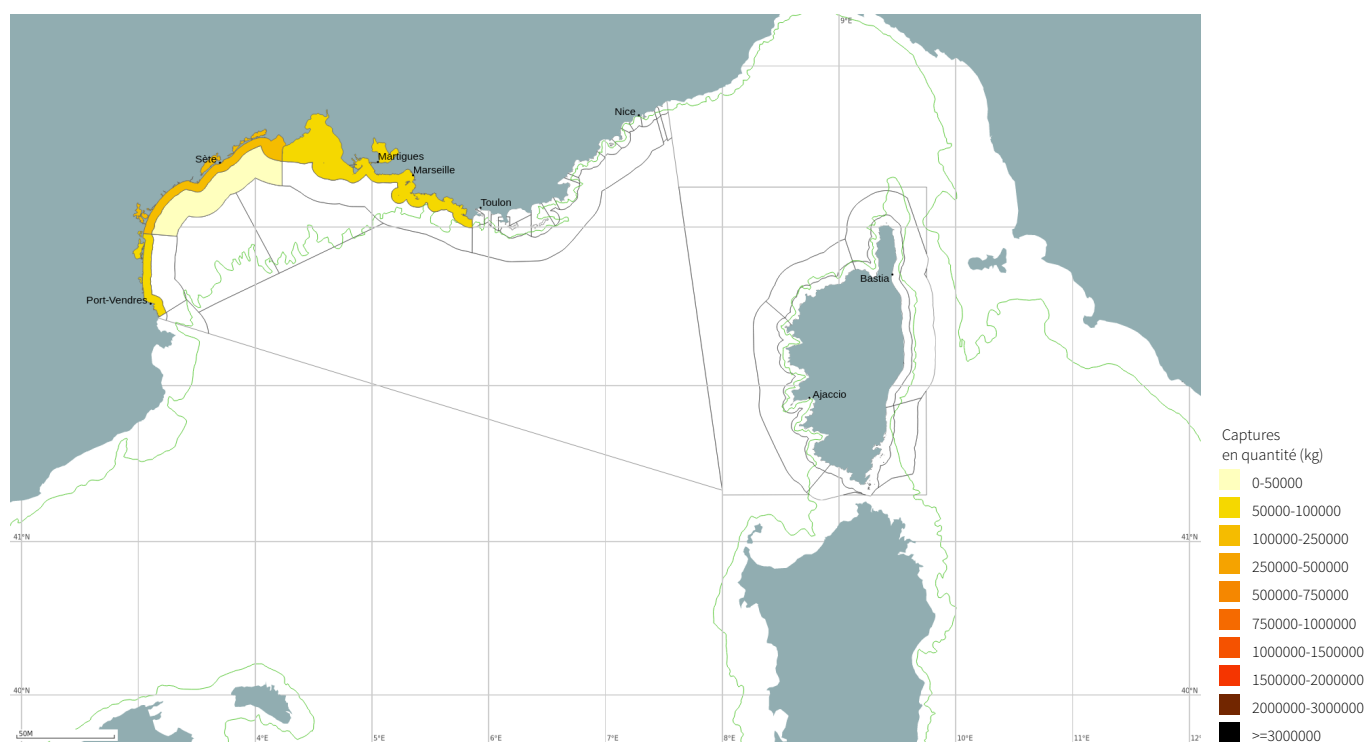 9°E
Nice
Sète
Martigues
Marseille
Toulon
Bastia
Port-Vendres
Ajaccio
Captures
en quantité (kg)
0-50000
50000-100000
100000-250000
250000-500000
500000-750000
750000-1000000
1000000-1500000
1500000-2000000
2000000-3000000
>=3000000
41°N
41°N
40°N
40°N
50M
4°E
5°E
6°E
7°E
8°E
10°E
11°E
12°